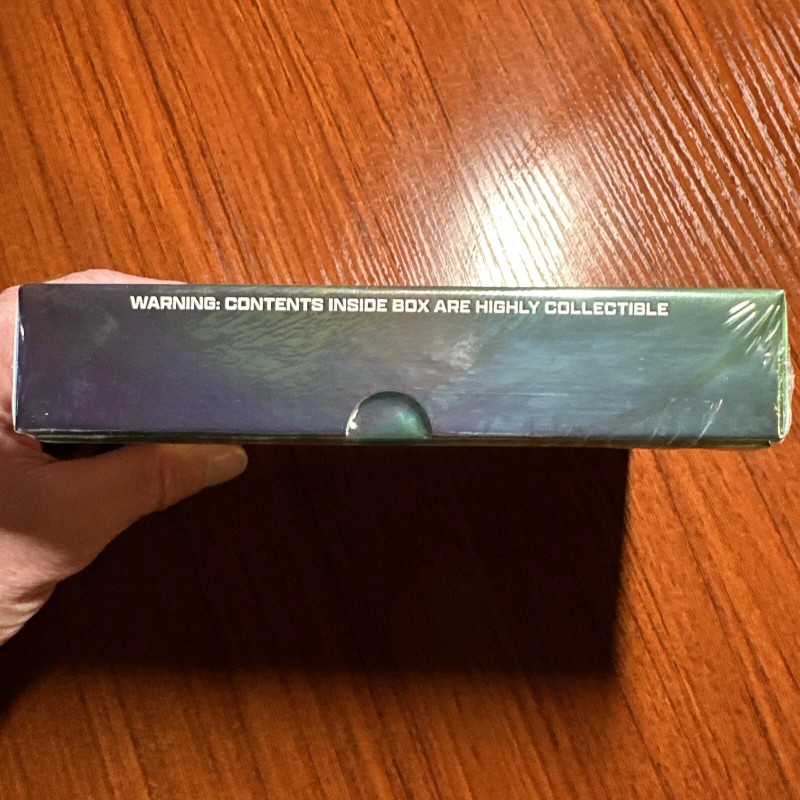 WARNING: CONTENTS INSIDE BOX ARE HIGHLY COLLECTIBLE